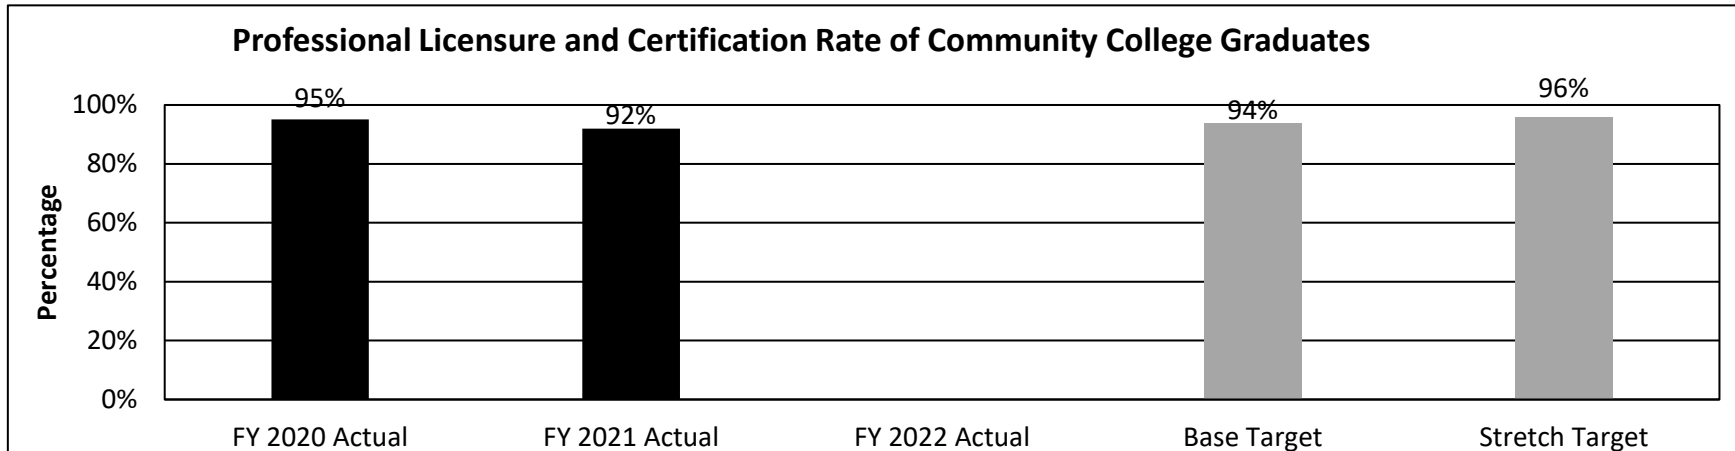 Professional Licensure and Certification Rate of Community College Graduates
96%
95%
94%
92%
100%
80%
60%
40%
20%
0%
Percentage
FY 2020 Actual
FY 2021 Actual
FY 2022 Actual
Base Target
Stretch Target